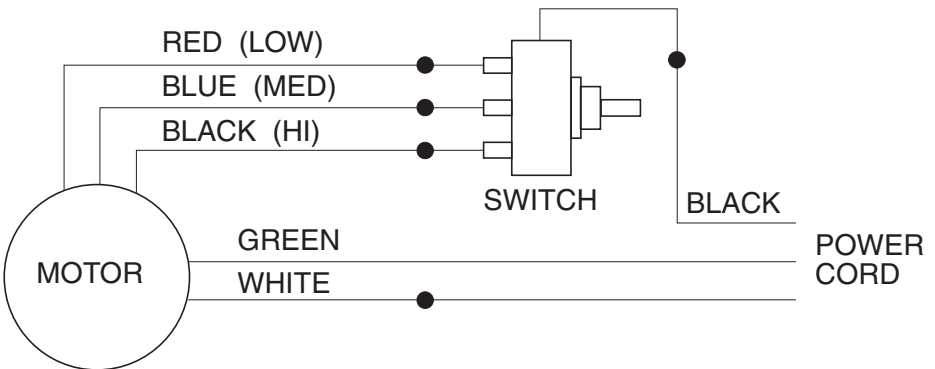 RED (LOW)
BLUE (MED)
BLACK (HI)
SWITCH
BLACK
GREEN
POWER
CORD
MOTOR
WHITE